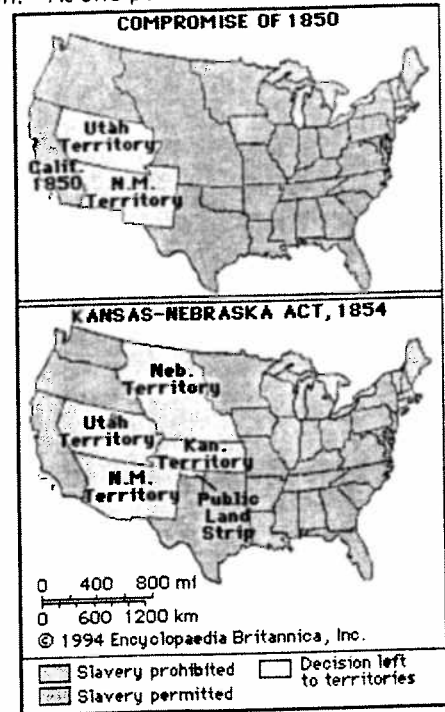 COMPROMISE OF 1850
Utah
Territory
Calif.
1850
N.M.
Territory
KANSAS-NEBRASKA ACT, 1854
Neb.
Territory
Utah
Territory
Kan.
Territory
N.M.
Territory
Public
Land
Strip
0 400 800 mi
0 600 1200 km
© 1994 Encyclopaedia Britannica, Inc.
Slavery prohibited
Decision left
to territories
Slavery permitted